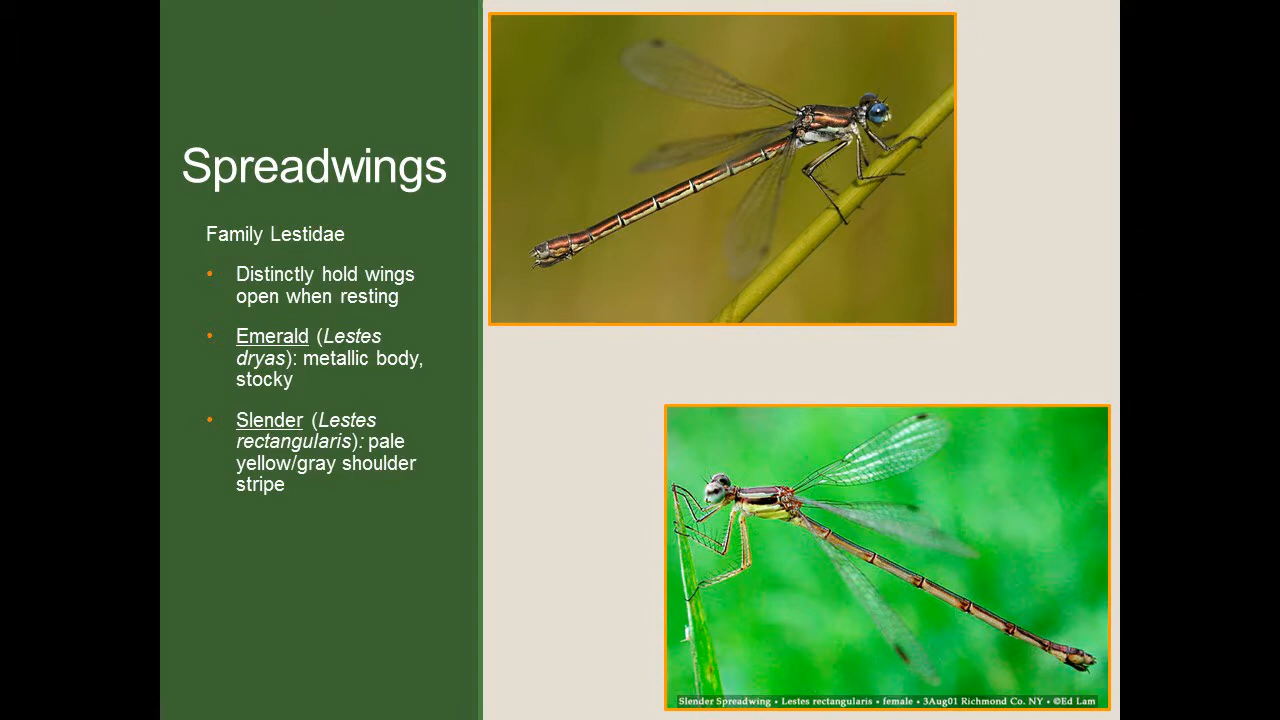 Spreadwings
Family Lestidae
• Distinctly hold wings
open when resting
• Emerald (Lestes
dryas): metallic body,
stocky
• Slender (Lestes
rectangularis): pale
yellow/gray shoulder
stripe
Slender Spreadwing • Lestes rectangularis • female • 3Aug01 Richmond Co. NY • ©Ed Lam